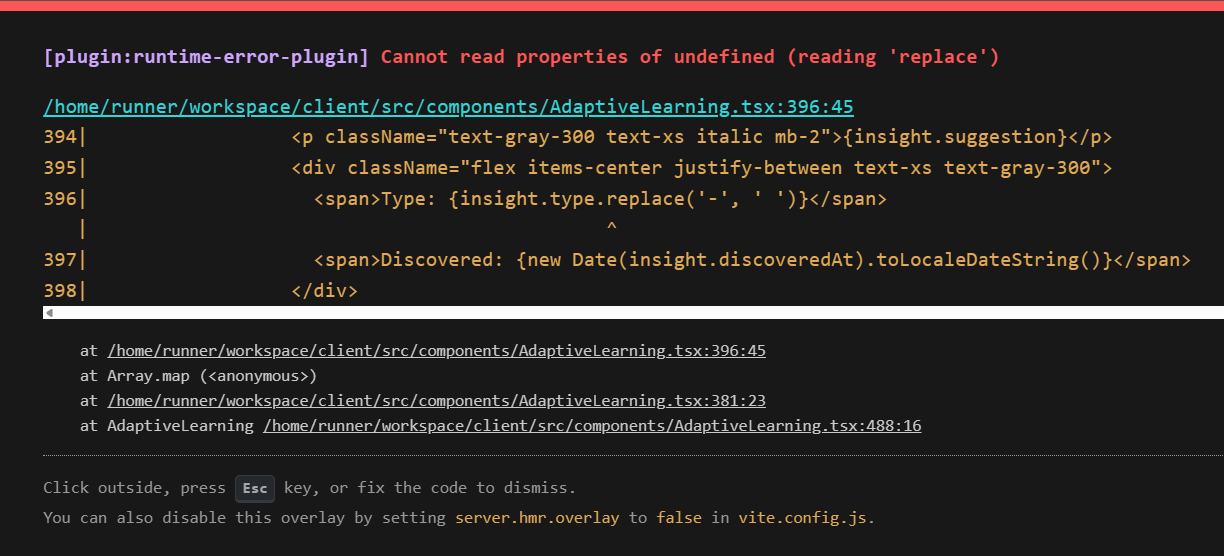 [plugin:runtime-error-plugin] Cannot read properties of undefined (reading 'replace')
/home/runner/workspace/client/src/components/AdaptiveLearning.tsx:396:45
394|                  <p className="text-gray-300 text-xs italic mb-2">{insight.suggestion}</p>
395|                  <div className="flex items-center justify-between text-xs text-gray-300">
396|                    <span>Type: {insight.type.replace('-', ' ')}</span>
   |                                              ^
397|                    <span>Discovered: {new Date(insight.discoveredAt).toLocaleDateString()}</span>
398|                  </div>
at /home/runner/workspace/client/src/components/AdaptiveLearning.tsx:396:45
at Array.map (<anonymous>)
at /home/runner/workspace/client/src/components/AdaptiveLearning.tsx:381:23
at AdaptiveLearning /home/runner/workspace/client/src/components/AdaptiveLearning.tsx:488:16
Click outside, press Esc key, or fix the code to dismiss.
You can also disable this overlay by setting server.hmr.overlay to false in vite.config.js.